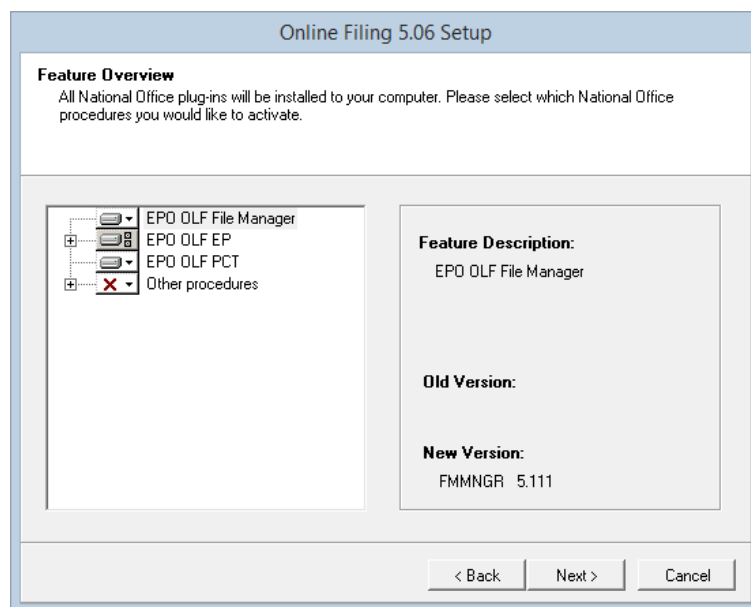 Online Filing 5.06 Setup
Feature Overview
All National Office plug-ins will be installed to your computer. Please select which National Office
procedures you would like to activate.
EPO OLF File Manager
EPO OLF EP
EPO OLF PCT
Other procedures
Feature Description:
EPO OLF File Manager
Old Version:
New Version:
FMMNGR 5.111
< Back Next > Cancel